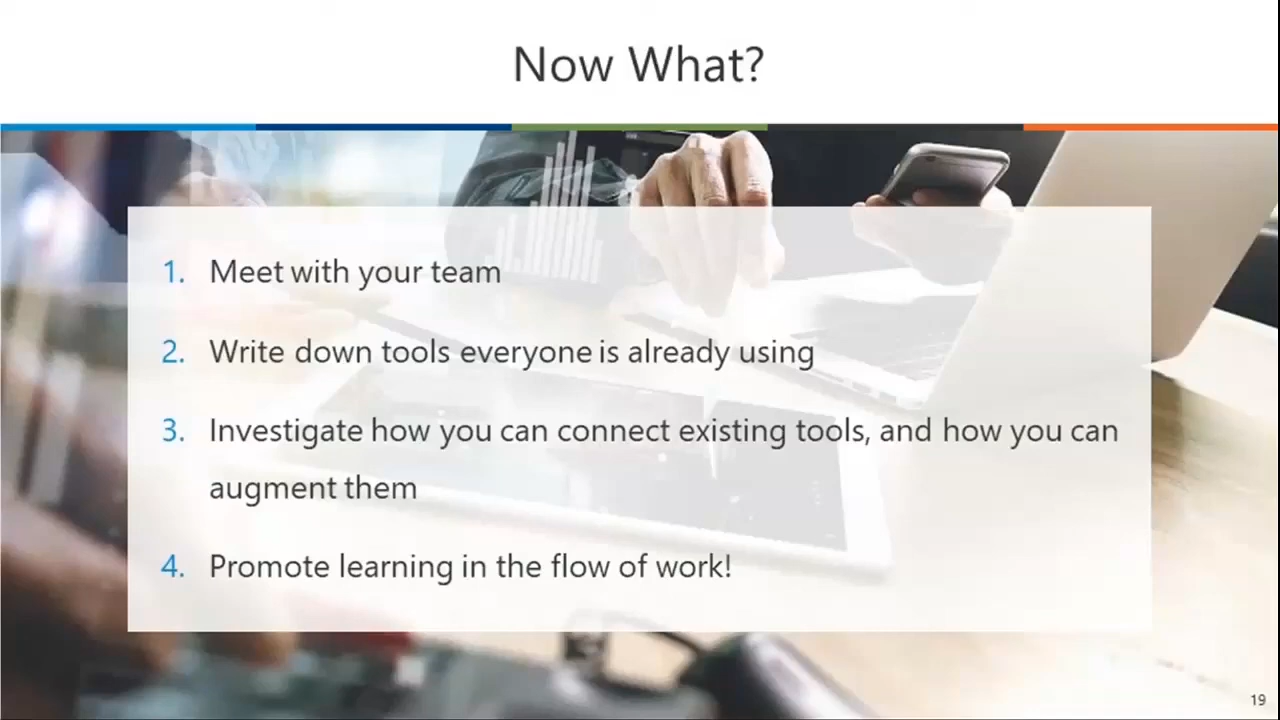 Now What?
1. Meet with your team
2. Write down tools everyone is already using
3. Investigate how you can connect existing tools, and how you can
augment them
4. Promote learning in the flow of work!
19